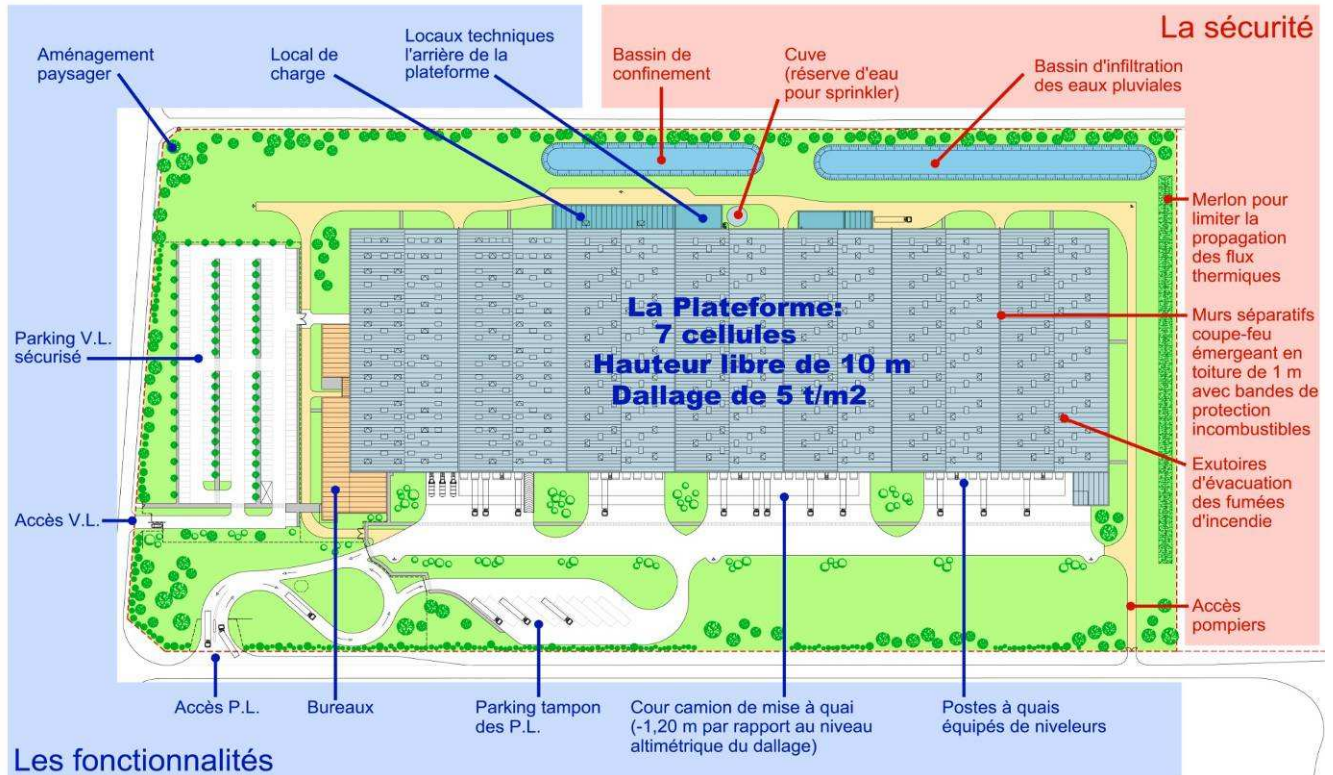 La sécurité
Aménagement
paysager
Local de
charge
Locaux techniques
l'arrière de la
plateforme
Bassin de
confinement
Cuve
(réserve d'eau
pour sprinkler)
Bassin d'infiltration
des eaux pluviales
Merlon pour
limiter la
propagation
des flux
thermiques
Parking V.L.
sécurisé
La Plateforme:
7 cellules
Hauteur libre de 10 m
Dallage de 5 t/m2
Murs séparatifs
coupe-feu
émergeant en
toiture de 1 m
avec bandes de
protection
incombustibles
Exutoires
d'évacuation
des fumées
d'incendie
Accès V.L.
Accès
pompiers
Accès P.L.
Bureaux
Parking tampon
des P.L.
Cour camion de mise à quai
(-1,20 m par rapport au niveau
altimétrique du dallage)
Postes à quais
équipés de niveleurs
Les fonctionnalités